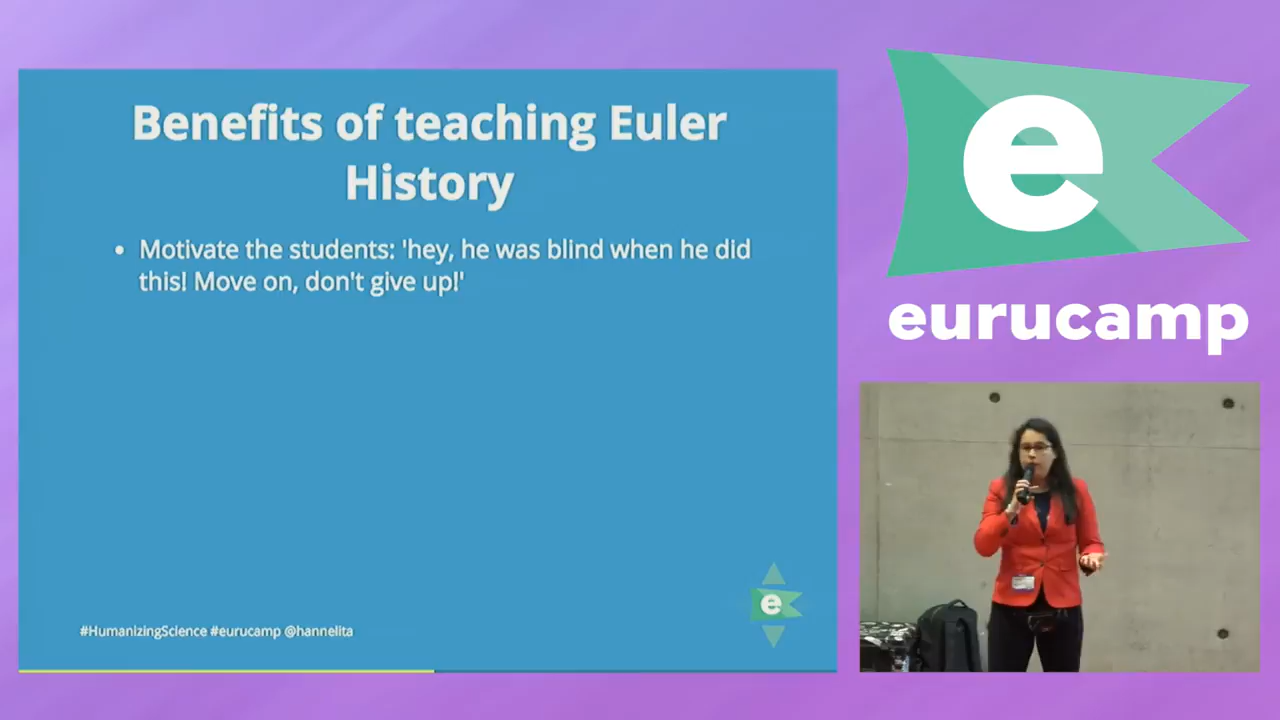 Benefits of teaching Euler
History
• Motivate the students: 'hey, he was blind when he did
this! Move on, don't give up!'
e
#HumanizingScience #eurucamp @hannelita
e
eurucamp